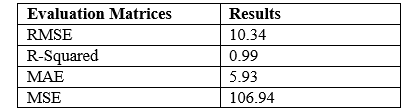 Evaluation Matrices Results
RMSE 10.34
R-Squared 0.99
MAE 5.93
MSE 106.94